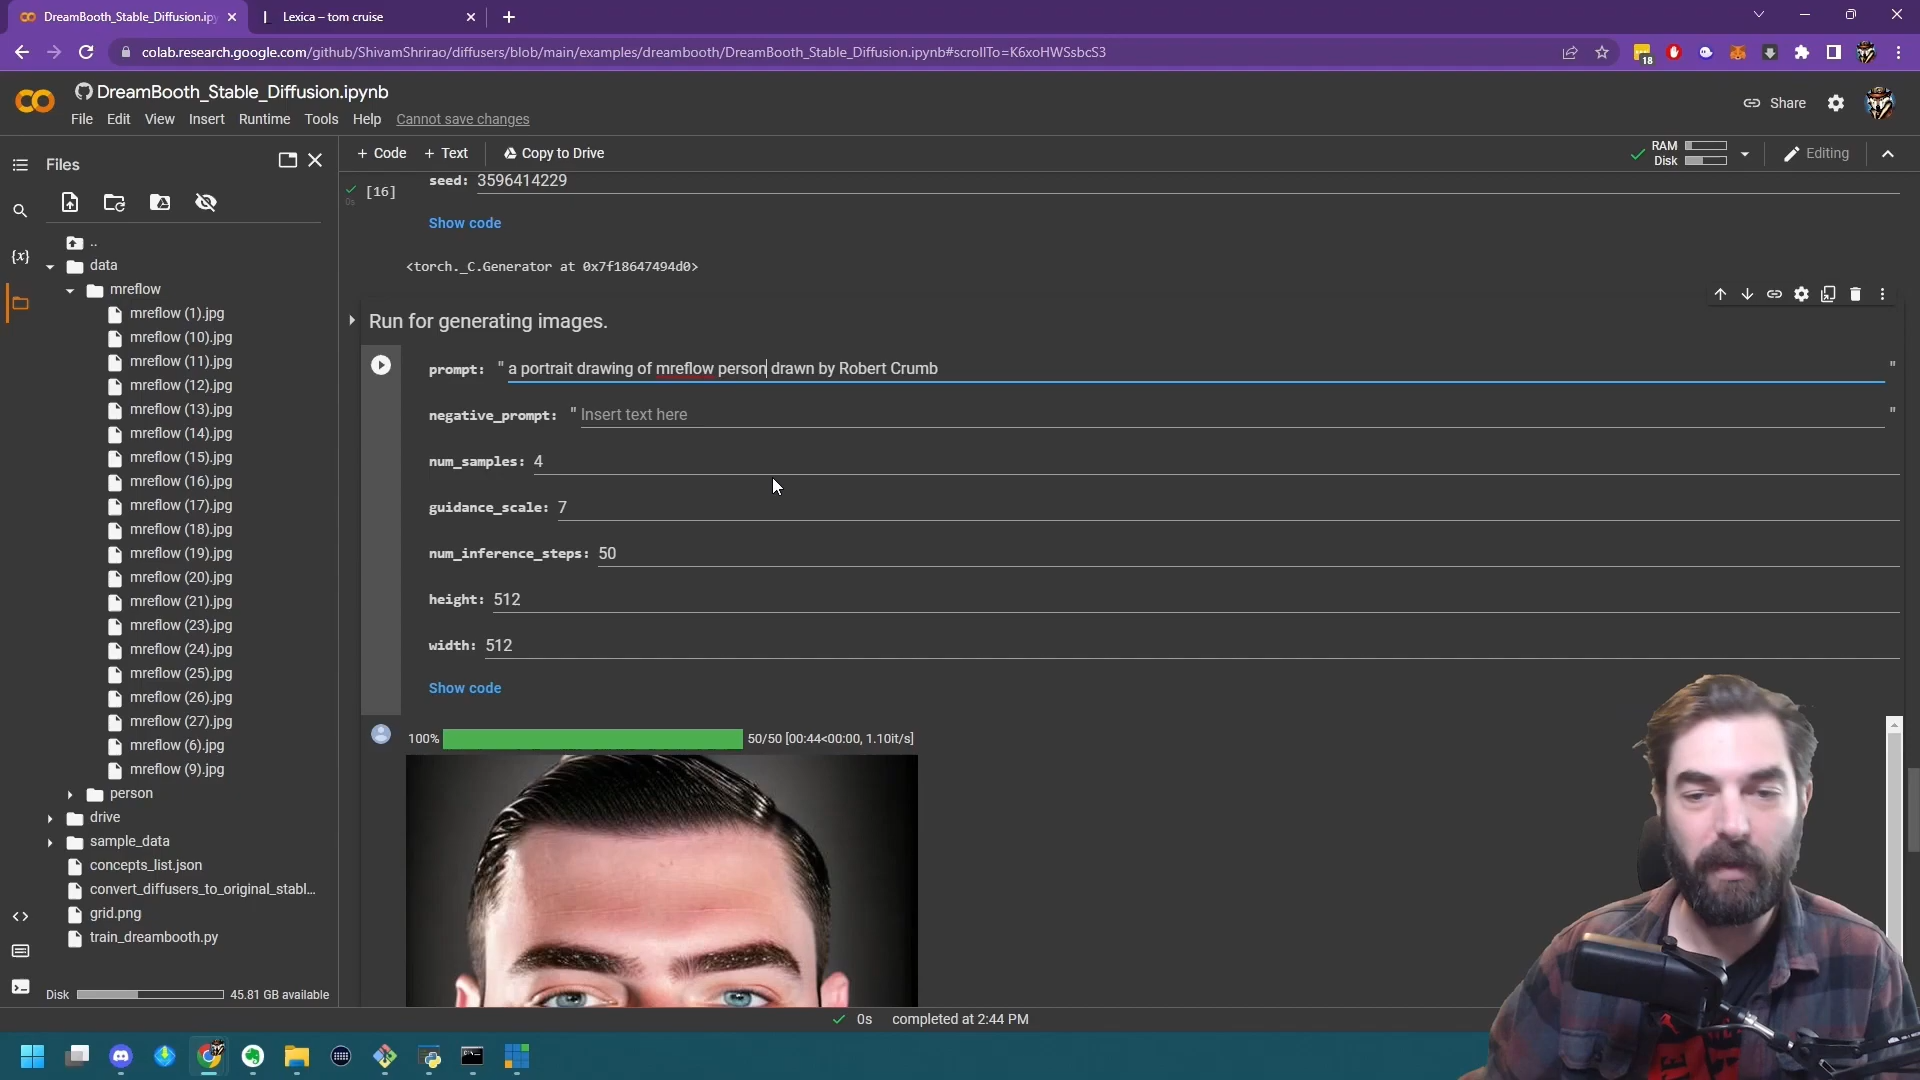 DreamBooth_Stable_Diffusion.ipy
Lexica – tom cruise
colab.research.google.com/github/ShivamShrirao/diffusers/blob/main/examples/dreambooth/DreamBooth_Stable_Diffusion.ipynb#scrollTo=K6xoHWSsbcS3
18
DreamBooth_Stable_Diffusion.ipynb
File Edit View Insert Runtime Tools Help Cannot save changes
Share
Files
+ Code + Text Copy to Drive
RAM
Disk
Editing
[16]
0s
seed: 3596414229
Show code
<torch._C.Generator at 0x7f18647494d0>
..
data
mreflow
mreflow (1).jpg
mreflow (10).jpg
mreflow (11).jpg
mreflow (12).jpg
mreflow (13).jpg
mreflow (14).jpg
mreflow (15).jpg
mreflow (16).jpg
mreflow (17).jpg
mreflow (18).jpg
mreflow (19).jpg
mreflow (20).jpg
mreflow (21).jpg
mreflow (23).jpg
mreflow (24).jpg
mreflow (25).jpg
mreflow (26).jpg
mreflow (27).jpg
mreflow (6).jpg
mreflow (9).jpg
person
drive
sample_data
concepts_list.json
convert_diffusers_to_original_stabl...
grid.png
train_dreambooth.py
Disk 45.81 GB available
Run for generating images.
prompt: " a portrait drawing of mreflow person drawn by Robert Crumb "
negative_prompt: " Insert text here "
num_samples: 4
guidance_scale: 7
num_inference_steps: 50
height: 512
width: 512
Show code
100% 50/50 [00:44<00:00, 1.10it/s]
0s completed at 2:44 PM